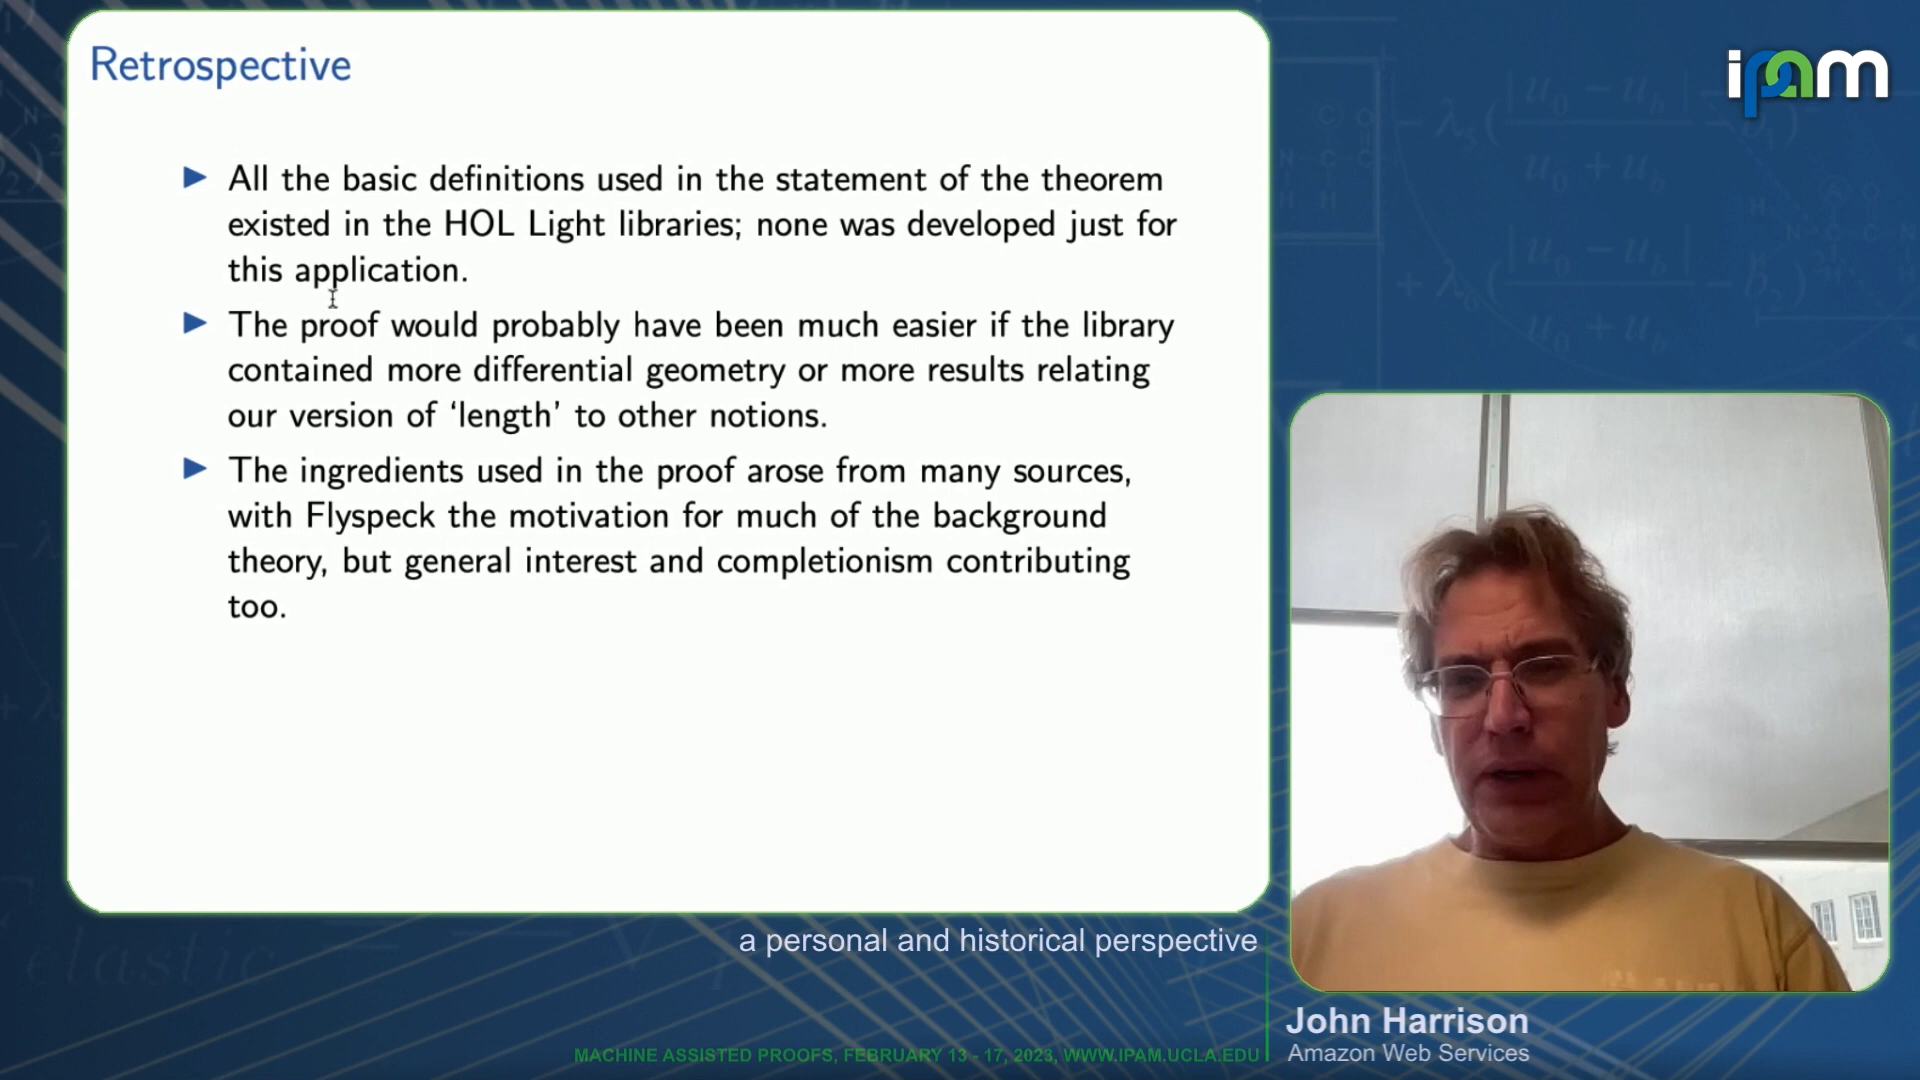 Retrospective
All the basic definitions used in the statement of the theorem
existed in the HOL Light libraries; none was developed just for
this application.
The proof would probably have been much easier if the library
contained more differential geometry or more results relating
our version of ‘length’ to other notions.
The ingredients used in the proof arose from many sources,
with Flyspeck the motivation for much of the background
theory, but general interest and completionism contributing
too.
ipam
a personal and historical perspective
John Harrison
Amazon Web Services
MACHINE ASSISTED PROOFS, FEBRUARY 13 - 17, 2023, WWW.IPAM.UCLA.EDU
elastic